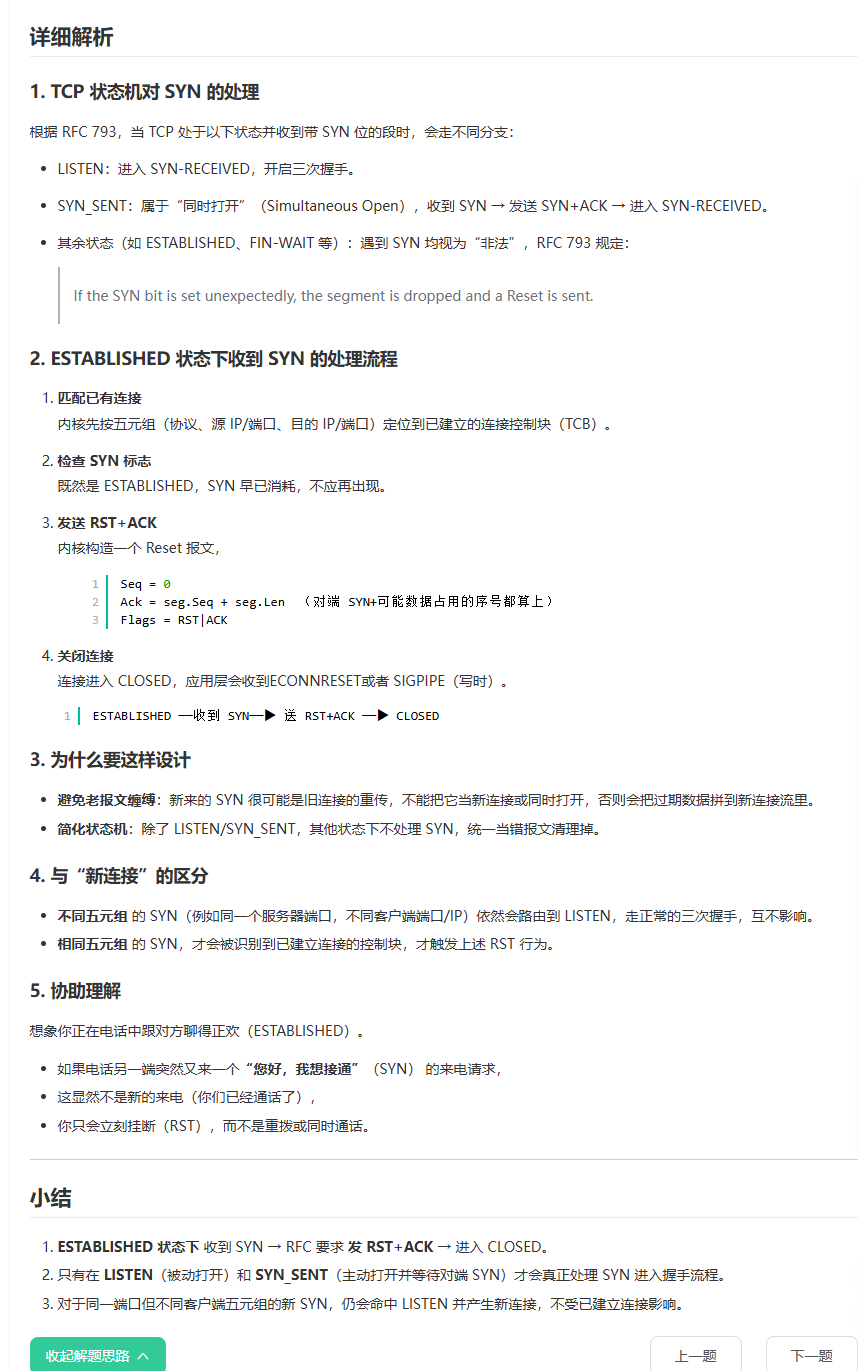 详细解析
1. TCP 状态机对 SYN 的处理
根据 RFC 793，当 TCP 处于以下状态并收到带 SYN 位的段时，会走不同分支：
• LISTEN：进入 SYN-RECEIVED，开启三次握手。
• SYN_SENT：属于“同时打开”（Simultaneous Open），收到 SYN → 发送 SYN+ACK → 进入 SYN-RECEIVED。
• 其余状态（如 ESTABLISHED、FIN-WAIT 等）：遇到 SYN 均视为“非法”，RFC 793 规定：
If the SYN bit is set unexpectedly, the segment is dropped and a Reset is sent.
2. ESTABLISHED 状态下收到 SYN 的处理流程
1. 匹配已有连接
内核先按五元组（协议、源 IP/端口、目的 IP/端口）定位到已建立的连接控制块（TCB）。
2. 检查 SYN 标志
既然是 ESTABLISHED，SYN 早已消耗，不应再出现。
3. 发送 RST+ACK
内核构造一个 Reset 报文，
1 Seq = 0
2 Ack = seg.Seq + seg.Len （对端 SYN+可能数据占用的序号都算上）
3 Flags = RST|ACK
4. 关闭连接
连接进入 CLOSED，应用层会收到ECONNRESET或者 SIGPIPE（写时）。
1 ESTABLISHED ──收到 SYN──▶ 送 RST+ACK ──▶ CLOSED
3. 为什么要这样设计
• 避免老报文缠缚：新来的 SYN 很可能是旧连接的重传，不能把它当新连接或同时打开，否则会把过期数据拼到新连接流里。
• 简化状态机：除了 LISTEN/SYN_SENT，其他状态下不处理 SYN，统一当错报文清理掉。
4. 与“新连接”的区分
• 不同五元组 的 SYN（例如同一个服务器端口，不同客户端端口/IP）依然会路由到 LISTEN，走正常的三次握手，互不影响。
• 相同五元组 的 SYN，才会被识别到已建立连接的控制块，才触发上述 RST 行为。
5. 协助理解
想象你正在电话中跟对方聊得正欢（ESTABLISHED）。
• 如果电话另一端突然又来一个“您好，我想接通”（SYN） 的来电请求，
• 这显然不是新的来电（你们已经通话了），
• 你只会立刻挂断（RST），而不是重拨或同时通话。
小结
1. ESTABLISHED 状态下 收到 SYN → RFC 要求 发 RST+ACK → 进入 CLOSED。
2. 只有在 LISTEN（被动打开）和 SYN_SENT（主动打开并等待对端 SYN）才会真正处理 SYN 进入握手流程。
3. 对于同一端口但不同客户端五元组的新 SYN，仍会命中 LISTEN 并产生新连接，不受已建立连接影响。
收起解题思路 上一题 下一题